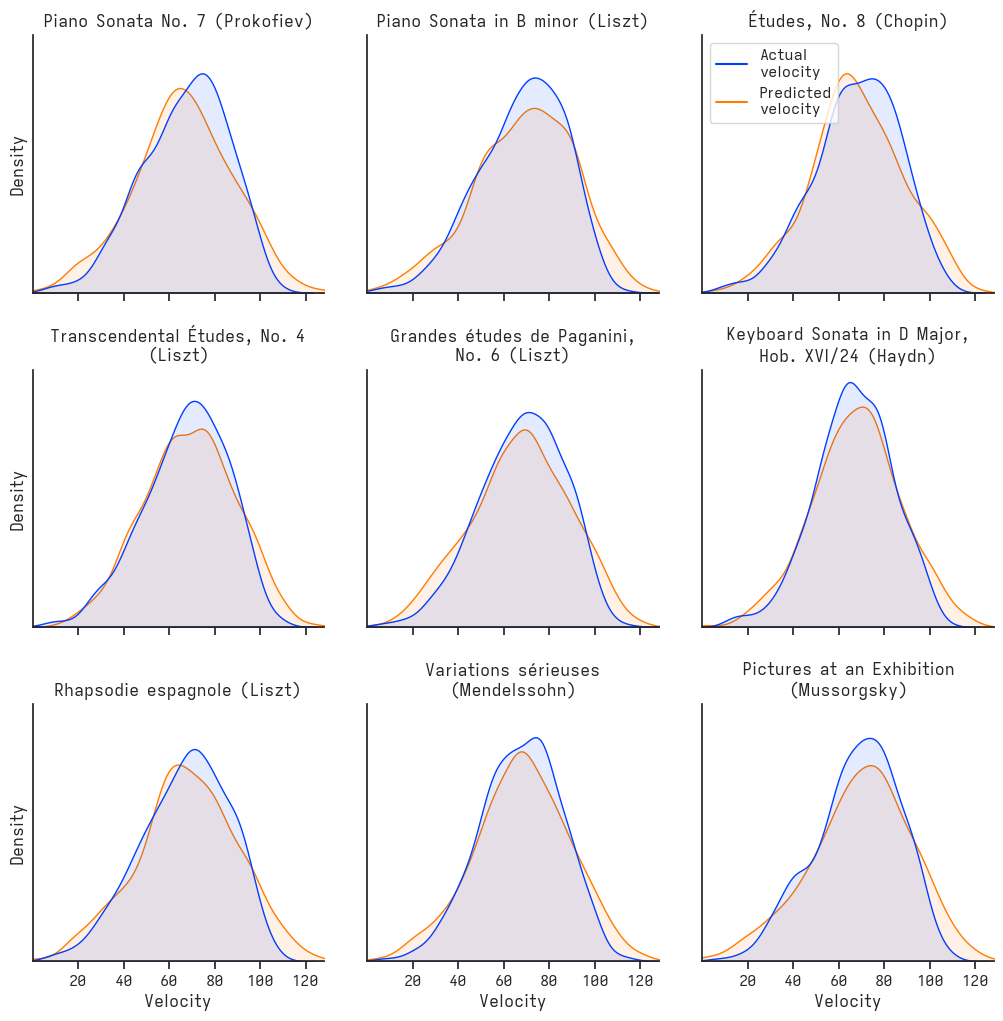 Piano Sonata No. 7 (Prokofiev)
Piano Sonata in B minor (Liszt)
Études, No. 8 (Chopin)
Actual
velocity
Predicted
velocity
Density
Transcendental Études, No. 4
(Liszt)
Grandes études de Paganini,
No. 6 (Liszt)
Keyboard Sonata in D Major,
Hob. XVI/24 (Haydn)
Density
Rhapsodie espagnole (Liszt)
Variations sérieuses
(Mendelssohn)
Pictures at an Exhibition
(Mussorgsky)
Density
20 40 60 80 100 120
20 40 60 80 100 120
20 40 60 80 100 120
Velocity
Velocity
Velocity